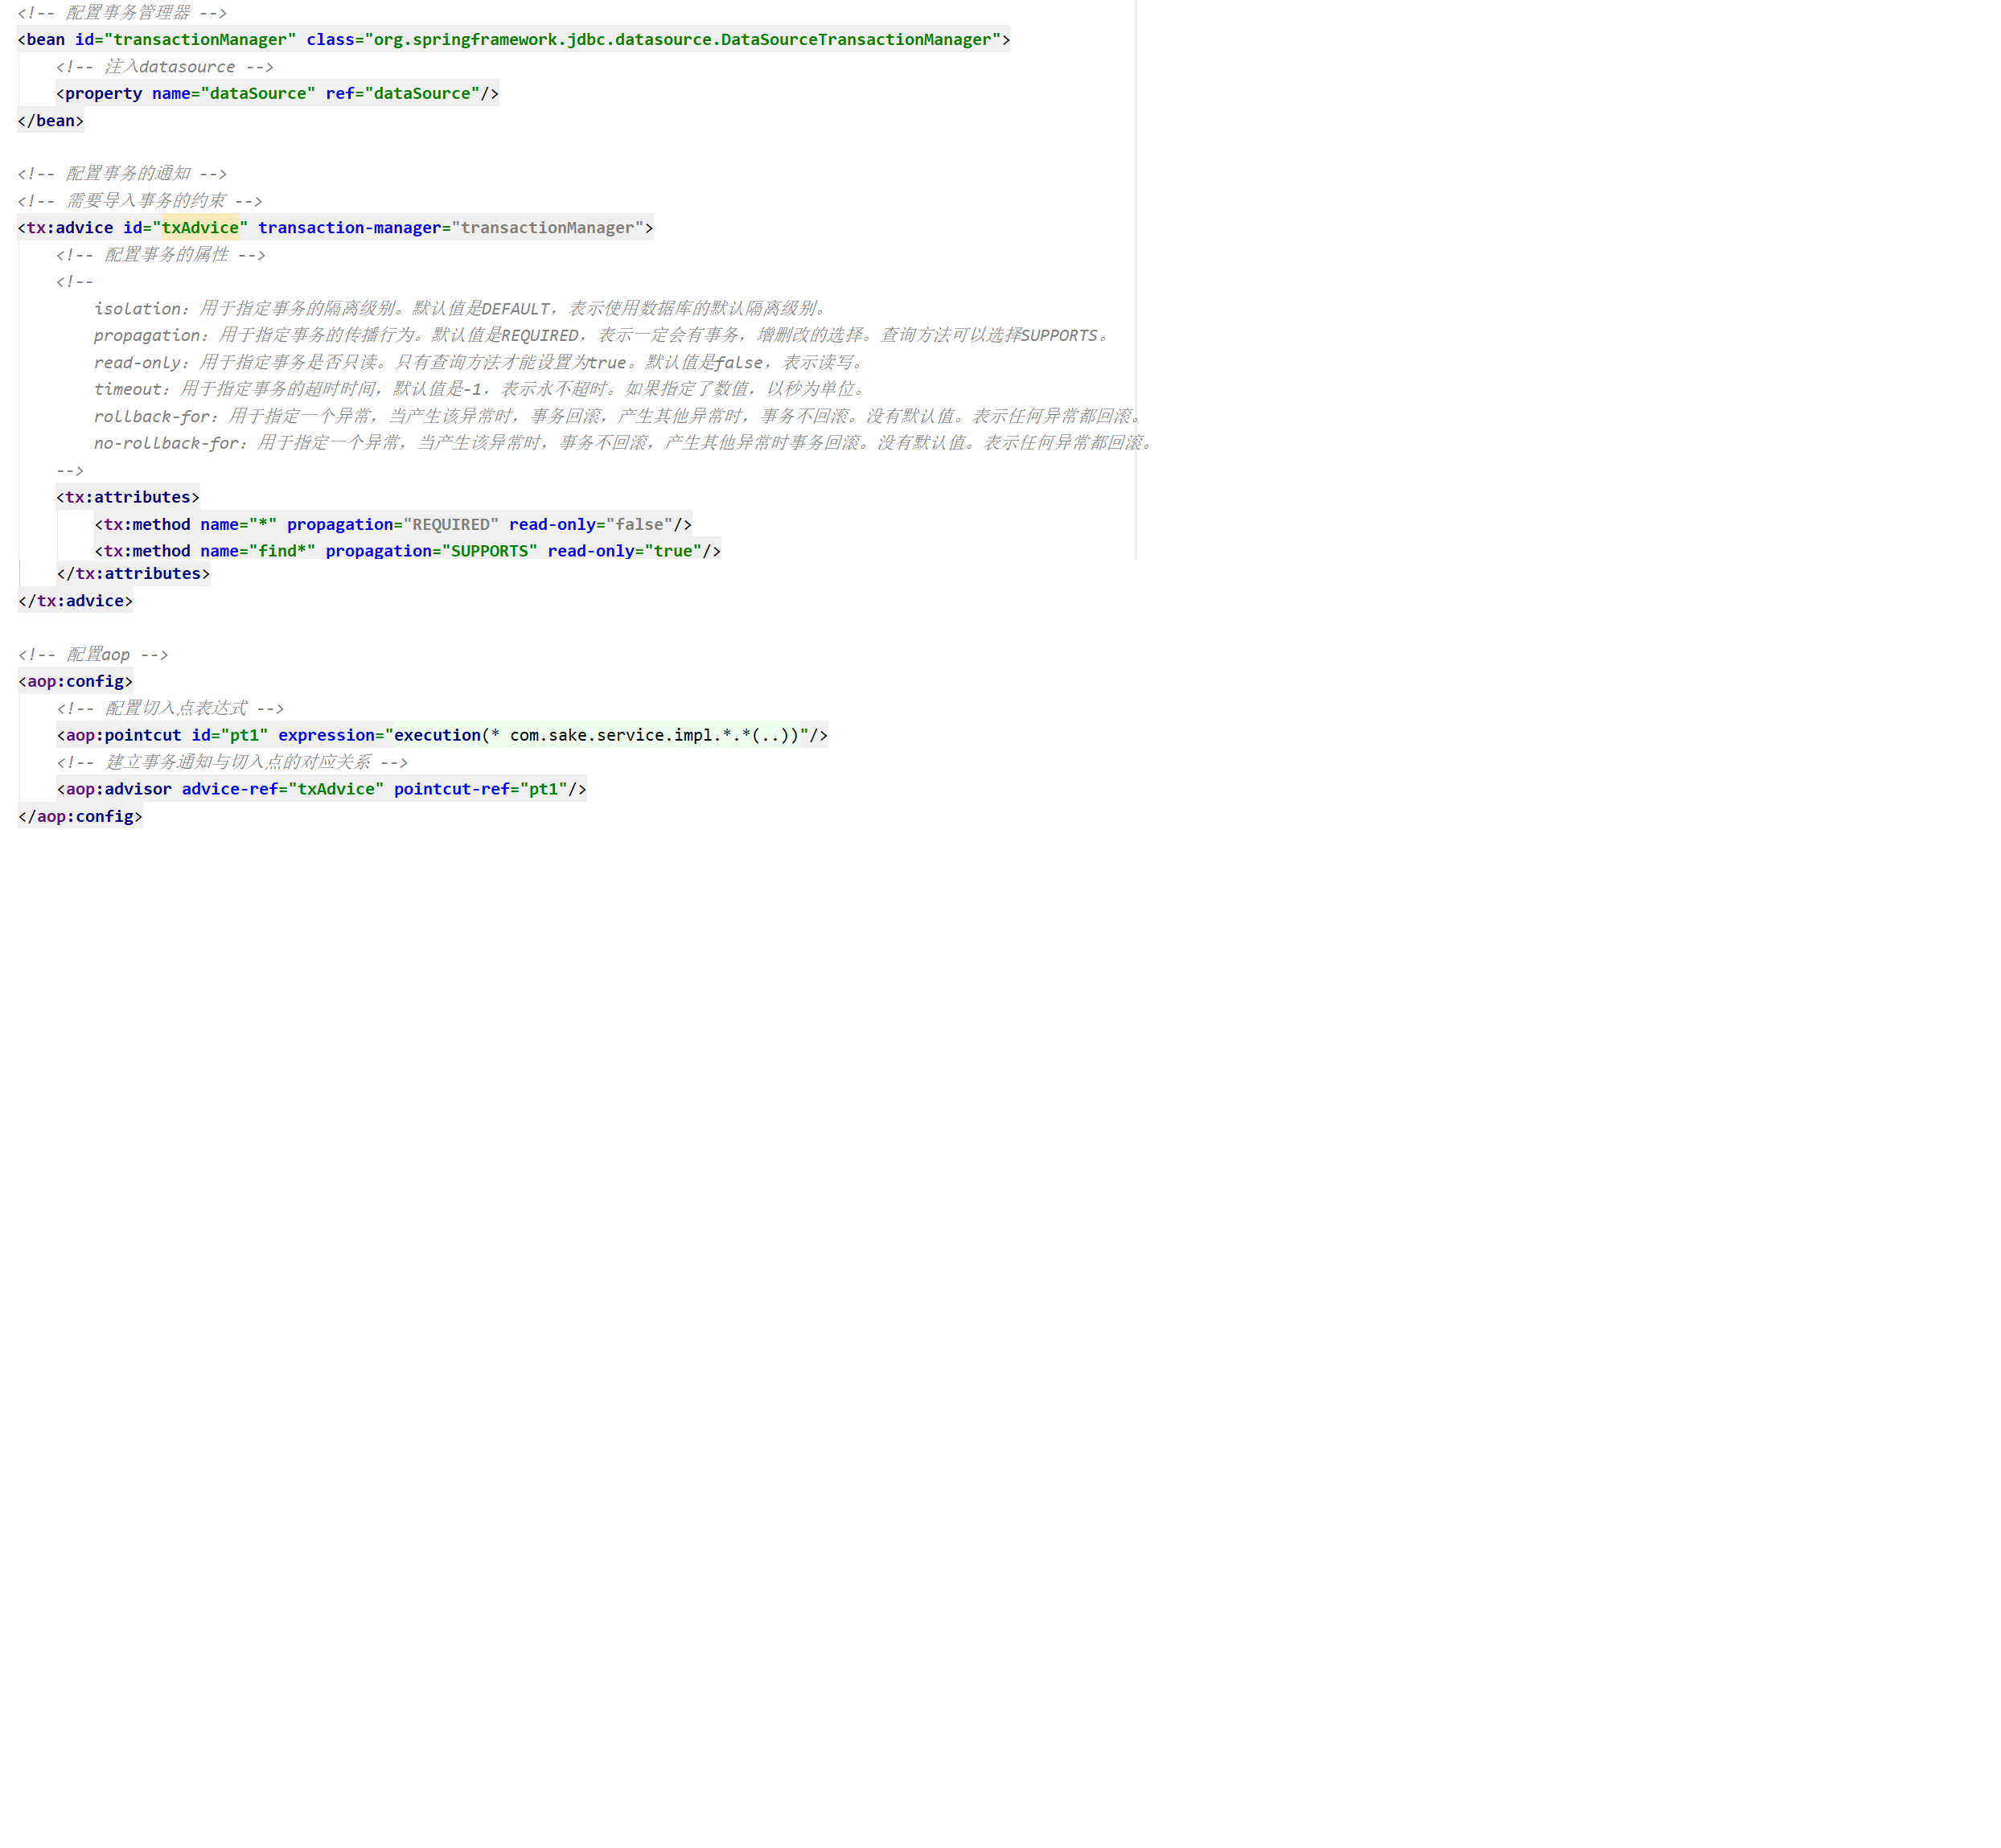 <!-- 配置事务管理器 -->
<bean id="transactionManager" class="org.springframework.jdbc.datasource.DataSourceTransactionManager">
<!-- 注入datasource -->
<property name="dataSource" ref="dataSource"/>
</bean>
<!-- 配置事务的通知 -->
<!-- 需要导入事务的约束 -->
<tx:advice id="txAdvice" transaction-manager="transactionManager">
<!-- 配置事务的属性 -->
<!--
isolation：用于指定事务的隔离级别。默认值是DEFAULT，表示使用数据库的默认隔离级别。
propagation：用于指定事务的传播行为。默认值是REQUIRED，表示一定会有事务，增删改的选择。查询方法可以选择SUPPORTS。
read-only：用于指定事务是否只读。只有查询方法才能设置为true。默认值是false，表示读写。
timeout：用于指定事务的超时时间，默认值是-1，表示永不超时。如果指定了数值，以秒为单位。
rollback-for：用于指定一个异常，当产生该异常时，事务回滚，产生其他异常时，事务不回滚。没有默认值。表示任何异常都回滚。
no-rollback-for：用于指定一个异常，当产生该异常时，事务不回滚，产生其他异常时事务回滚。没有默认值。表示任何异常都回滚。
-->
<tx:attributes>
<tx:method name="*" propagation="REQUIRED" read-only="false"/>
<tx:method name="find*" propagation="SUPPORTS" read-only="true"/>
</tx:attributes>
</tx:advice>
<!-- 配置aop -->
<aop:config>
<!-- 配置切入点表达式 -->
<aop:pointcut id="pt1" expression="execution(* com.sake.service.impl.*.*(..))"/>
<!-- 建立事务通知与切入点的对应关系 -->
<aop:advisor advice-ref="txAdvice" pointcut-ref="pt1"/>
</aop:config>